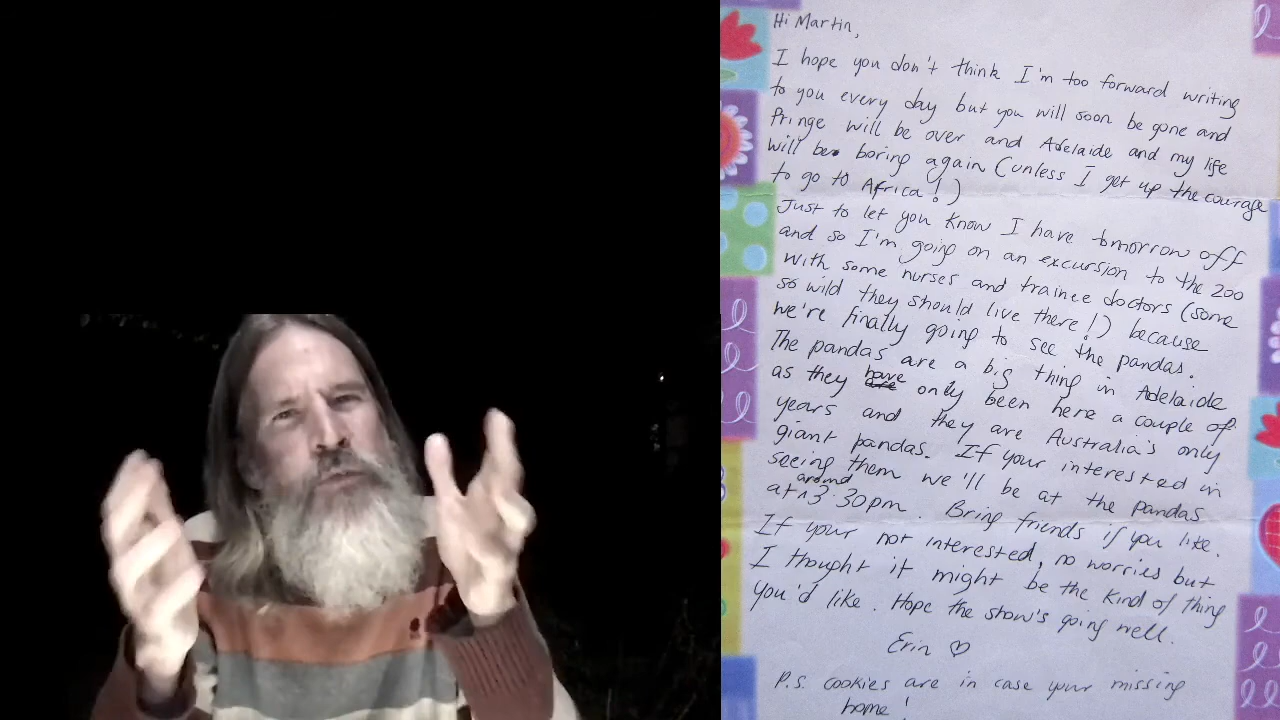 Hi Martin,
I hope you don't think I'm too forward writing
to you every day but you will soon be gone and
Fringe will be over and Adelaide and my life
will be boring again (unless I get up the courage
to go to Africa!)
Just to let you know I have tomorrow off
and so I'm going on an excursion to the zoo
with some nurses and trainee doctors (some
so wild they should live there!) because
we're finally going to see the pandas.
The pandas are a big thing in Adelaide
as they have only been here a couple of
years and they are Australia's only
giant pandas. If your interested in
seeing them we'll be at the pandas
at around 3:30pm. Bring friends if you like.
If your not interested, no worries but
I thought it might be the kind of thing
you'd like. Hope the show's going well.
Erin ♡
P.S. cookies are in case your missing
home!